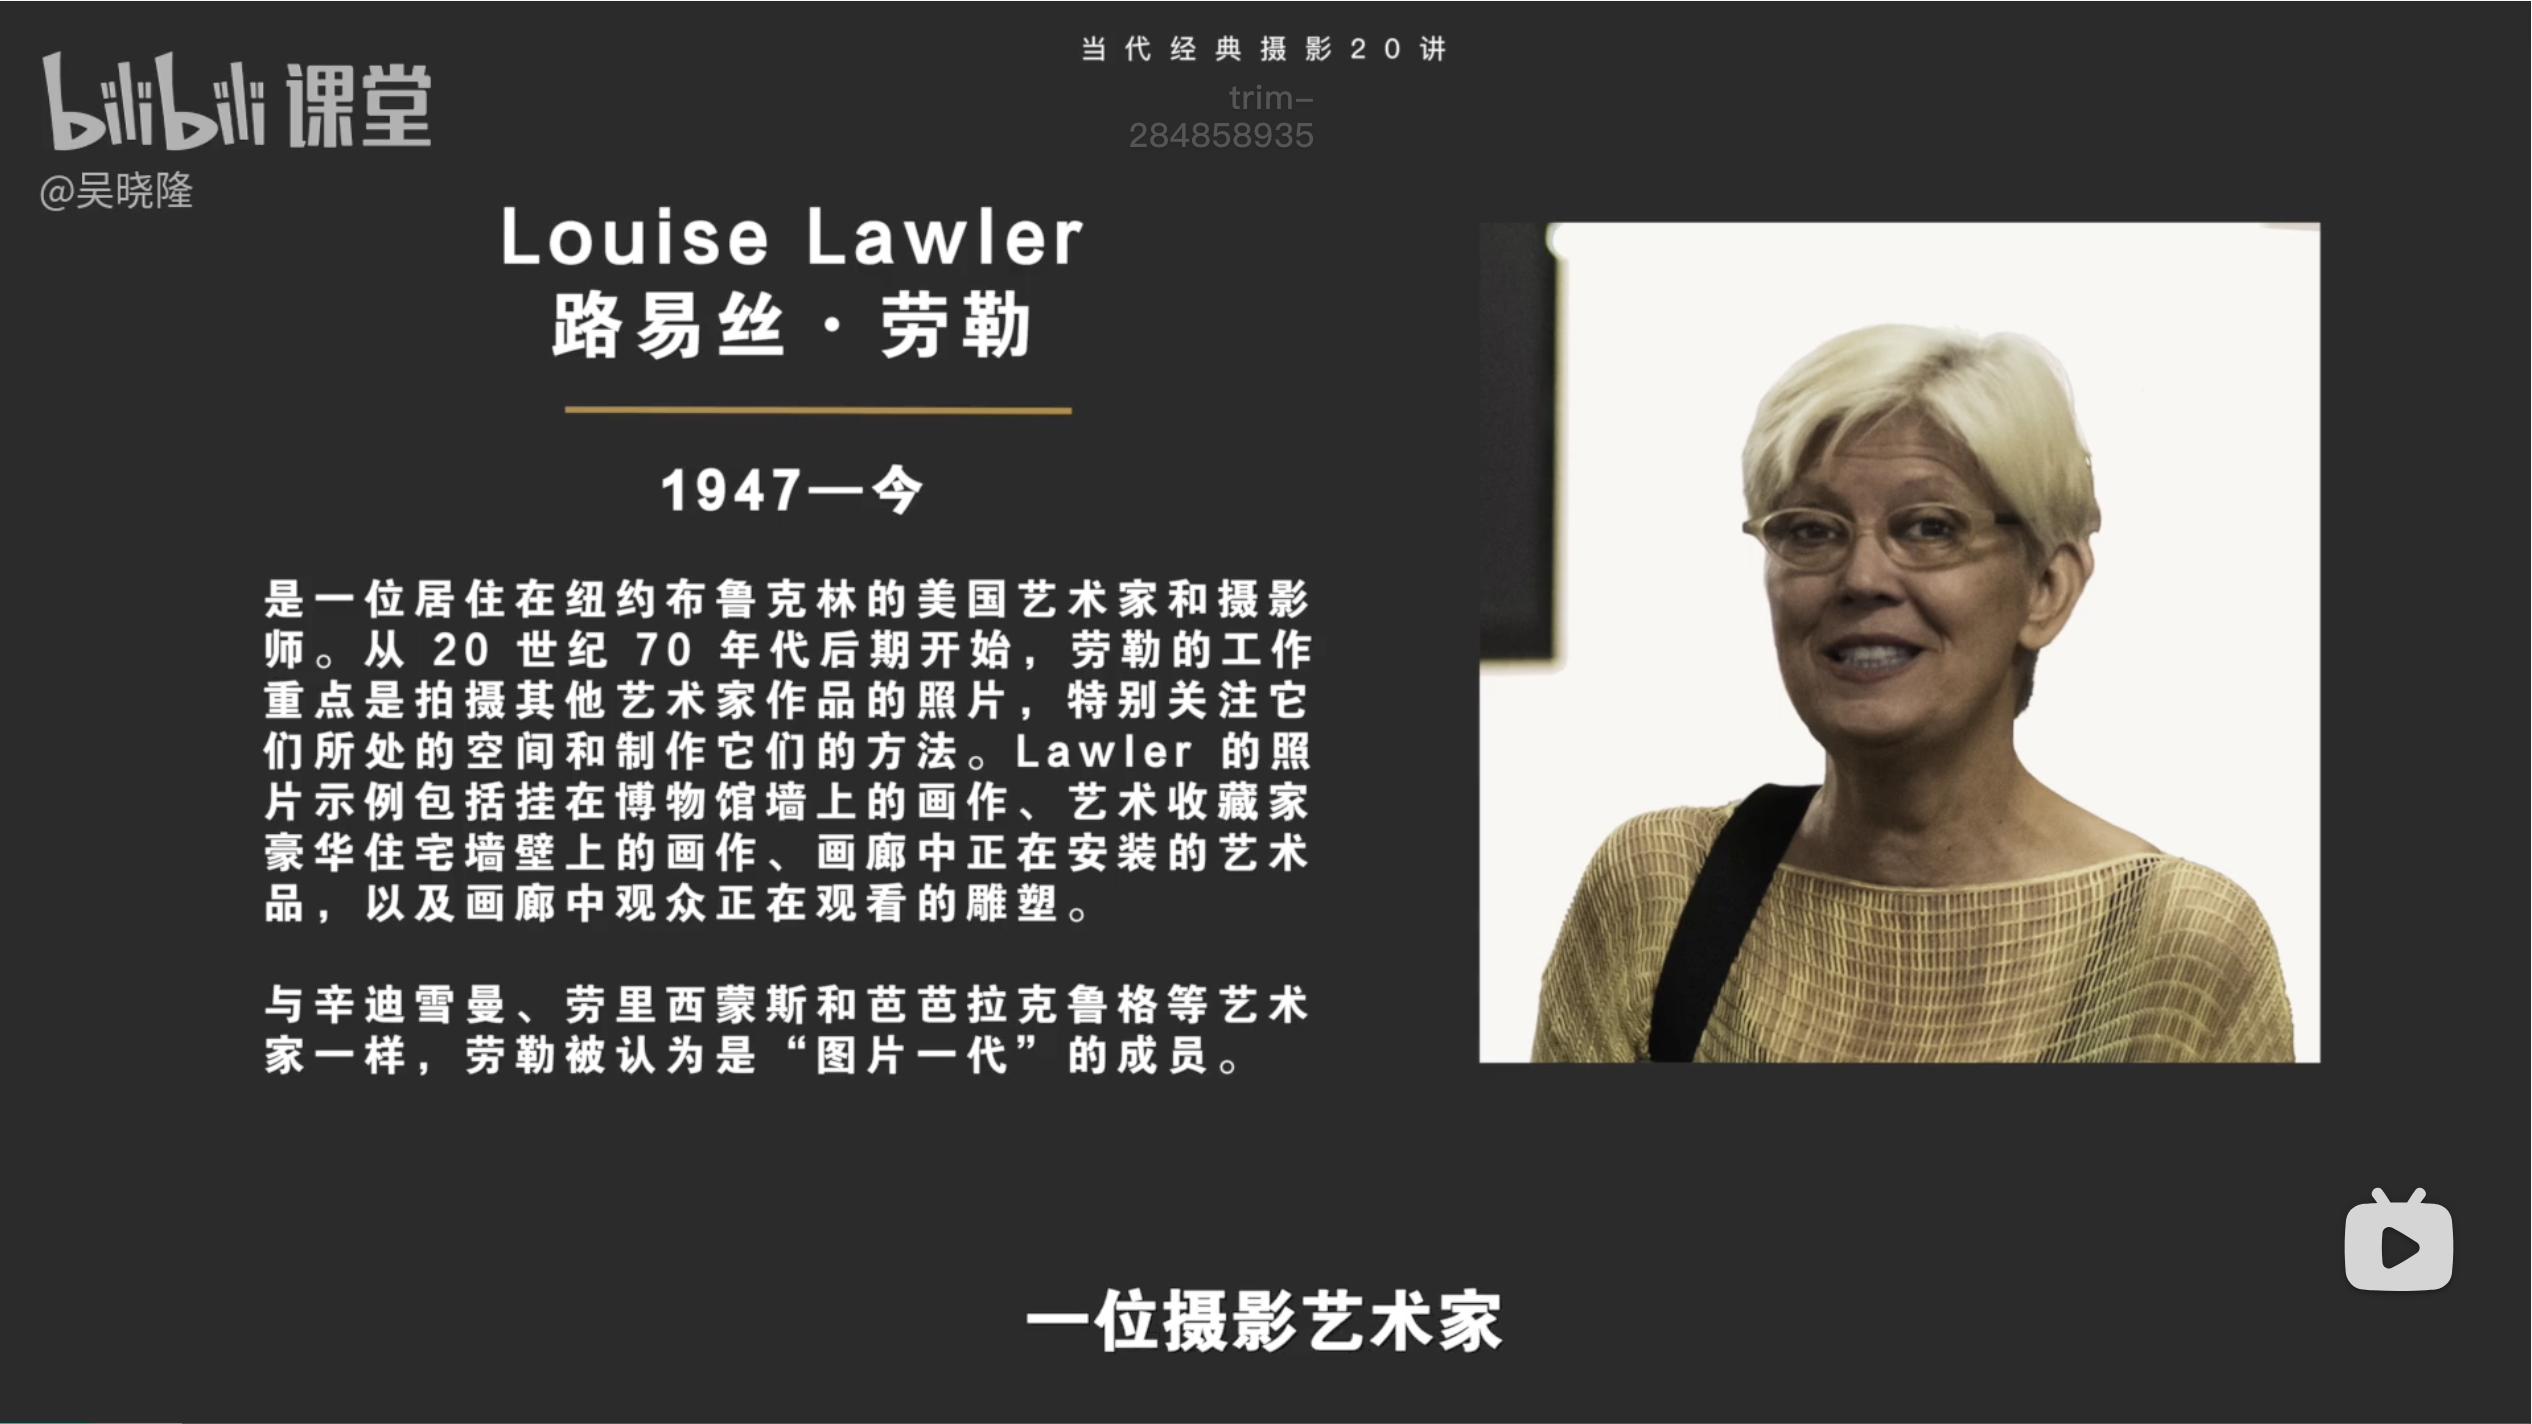 当代经典摄影20讲
bilibili课堂
trim-
284858935
@吴晓隆
Louise Lawler
路易丝·劳勒
1947—今
是一位居住在纽约布鲁克林的美国艺术家和摄影
师。从 20 世纪 70 年代后期开始，劳勒的工作
重点是拍摄其他艺术家作品的照片，特别关注它
们所处的空间和制作它们的方法。Lawler 的照
片示例包括挂在博物馆墙上的画作、艺术收藏家
豪华住宅墙壁上的画作、画廊中正在安装的艺术
品，以及画廊中观众正在观看的雕塑。
与辛迪雪曼、劳里西蒙斯和芭芭拉克鲁格等艺术
家一样，劳勒被认为是“图片一代”的成员。
一位摄影艺术家